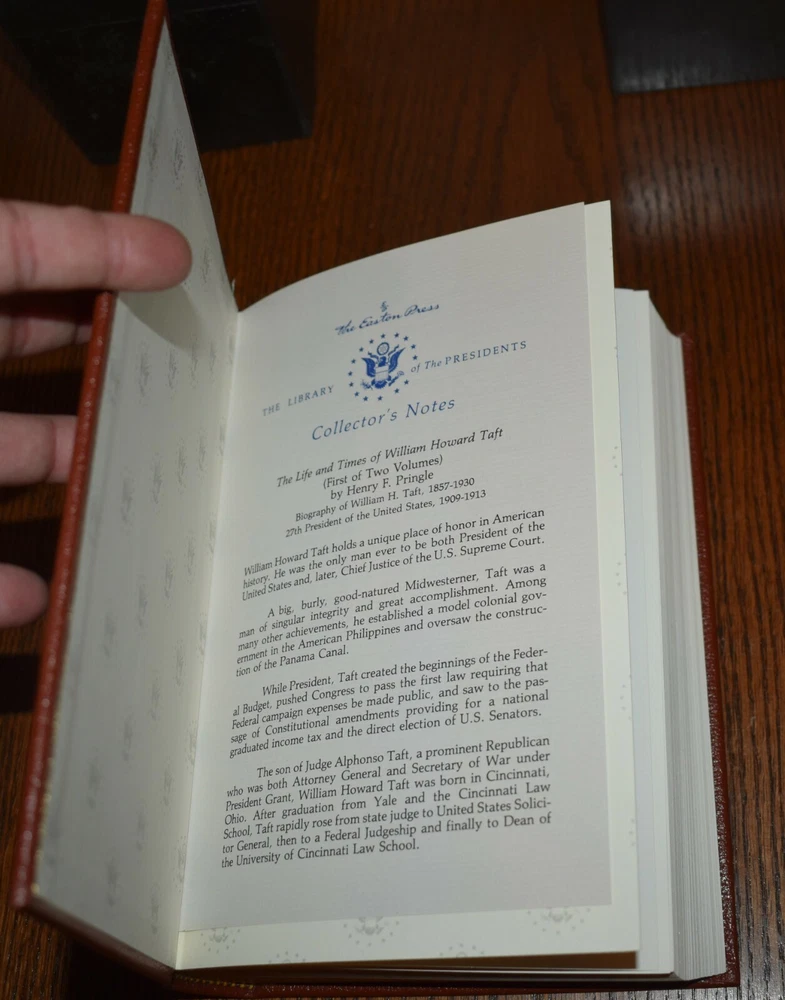 The Easton Press
THE LIBRARY of The PRESIDENTS
Collector's Notes
The Life and Times of William Howard Taft
(First of Two Volumes)
by Henry F. Pringle
Biography of William H. Taft, 1857-1930
27th President of the United States, 1909-1913
William Howard Taft holds a unique place of honor in American
history. He was the only man ever to be both President of the
United States and, later, Chief Justice of the U.S. Supreme Court.
A big, burly, good-natured Midwesterner, Taft was a
man of singular integrity and great accomplishment. Among
many other achievements, he established a model colonial gov-
ernment in the American Philippines and oversaw the construc-
tion of the Panama Canal.
While President, Taft created the beginnings of the Feder-
al Budget, pushed Congress to pass the first law requiring that
Federal campaign expenses be made public, and saw to the pas-
sage of Constitutional amendments providing for a national
graduated income tax and the direct election of U.S. Senators.
The son of Judge Alphonso Taft, a prominent Republican
who was both Attorney General and Secretary of War under
President Grant, William Howard Taft was born in Cincinnati,
Ohio. After graduation from Yale and the Cincinnati Law
School, Taft rapidly rose from state judge to United States Solici-
tor General, then to a Federal Judgeship and finally to Dean of
the University of Cincinnati Law School.